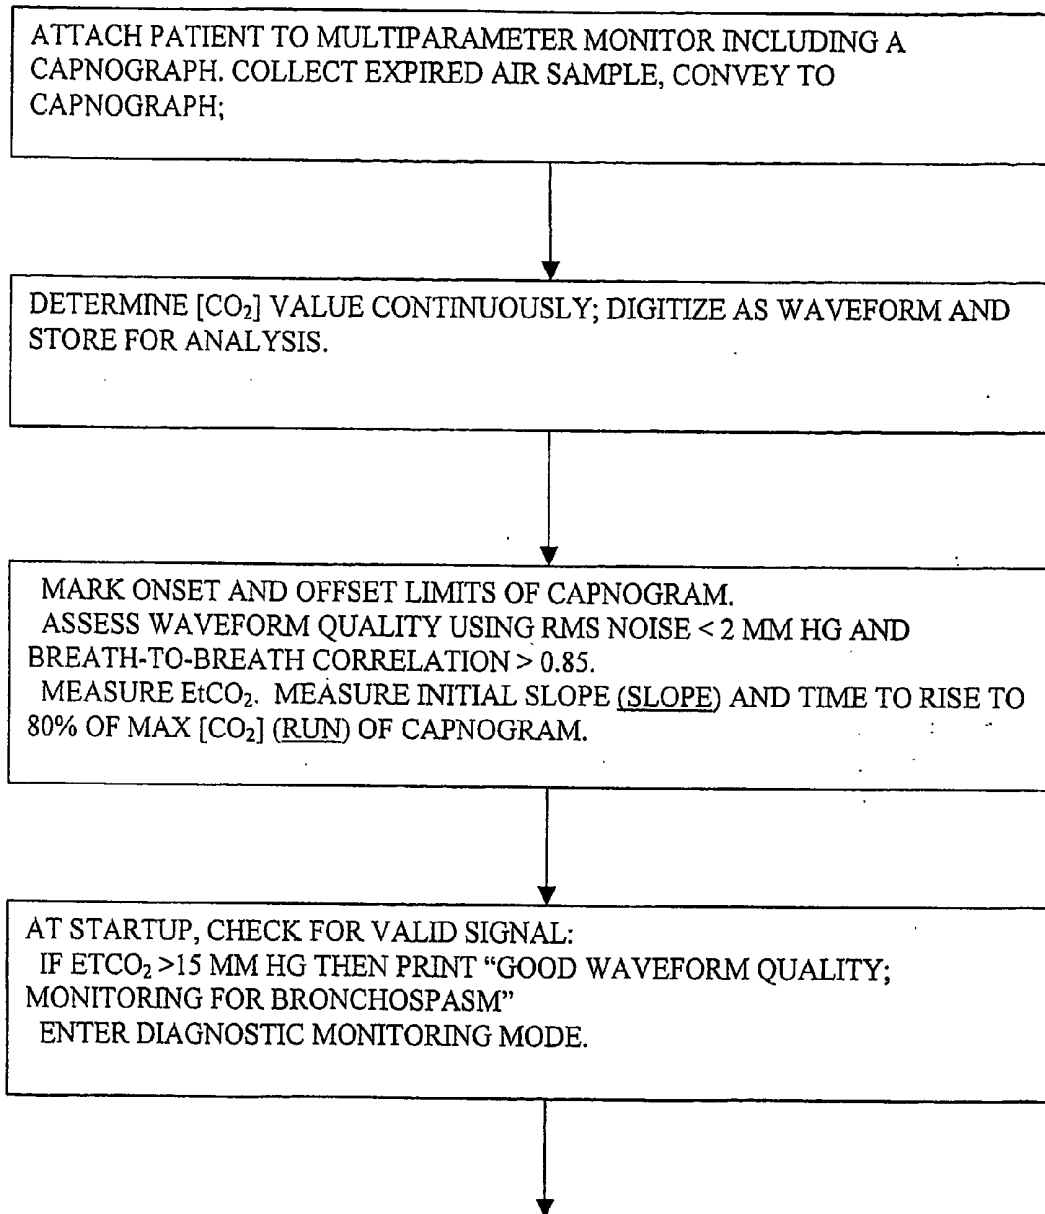 ATTACH PATIENT TO MULTIPARAMETER MONITOR INCLUDING A
CAPNOGRAPH. COLLECT EXPIRED AIR SAMPLE, CONVEY TO
CAPNOGRAPH;
DETERMINE [CO₂] VALUE CONTINUOUSLY; DIGITIZE AS WAVEFORM AND
STORE FOR ANALYSIS.
MARK ONSET AND OFFSET LIMITS OF CAPNOGRAM.
ASSESS WAVEFORM QUALITY USING RMS NOISE < 2 MM HG AND
BREATH-TO-BREATH CORRELATION > 0.85.
MEASURE EtCO₂. MEASURE INITIAL SLOPE (SLOPE) AND TIME TO RISE TO
80% OF MAX [CO₂] (RUN) OF CAPNOGRAM.
AT STARTUP, CHECK FOR VALID SIGNAL:
IF ETCO₂ >15 MM HG THEN PRINT “GOOD WAVEFORM QUALITY;
MONITORING FOR BRONCHOSPASM”
ENTER DIAGNOSTIC MONITORING MODE.